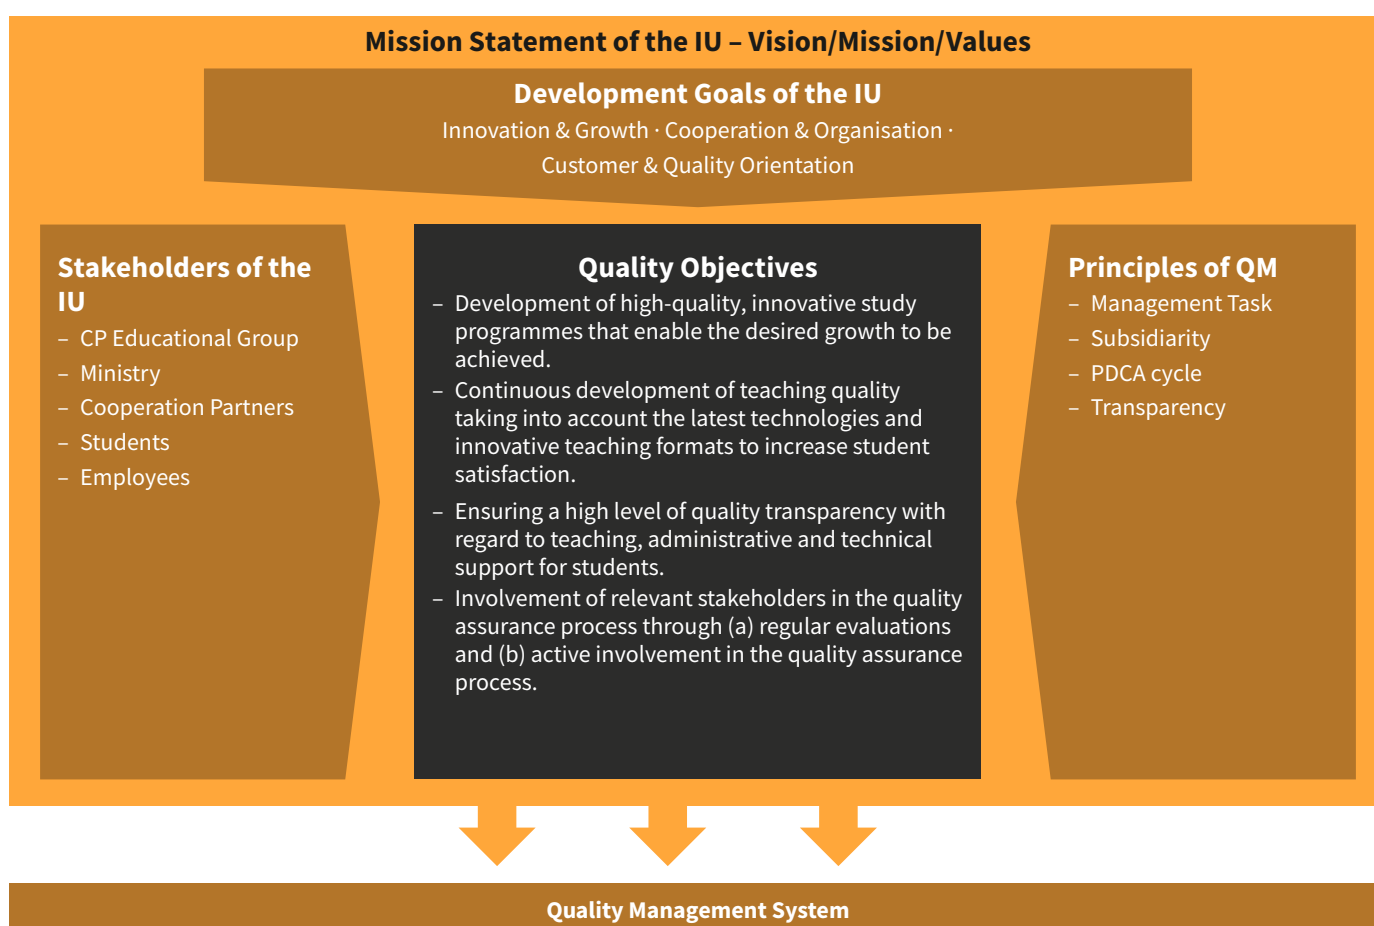 Mission Statement of the IU – Vision/Mission/Values
Development Goals of the IU
Innovation & Growth · Cooperation & Organisation ·
Customer & Quality Orientation
Stakeholders of the
IU
– CP Educational Group
– Ministry
– Cooperation Partners
– Students
– Employees
Quality Objectives
– Development of high-quality, innovative study
programmes that enable the desired growth to be
achieved.
– Continuous development of teaching quality
taking into account the latest technologies and
innovative teaching formats to increase student
satisfaction.
– Ensuring a high level of quality transparency with
regard to teaching, administrative and technical
support for students.
– Involvement of relevant stakeholders in the quality
assurance process through (a) regular evaluations
and (b) active involvement in the quality assurance
process.
Principles of QM
– Management Task
– Subsidiarity
– PDCA cycle
– Transparency
Quality Management System